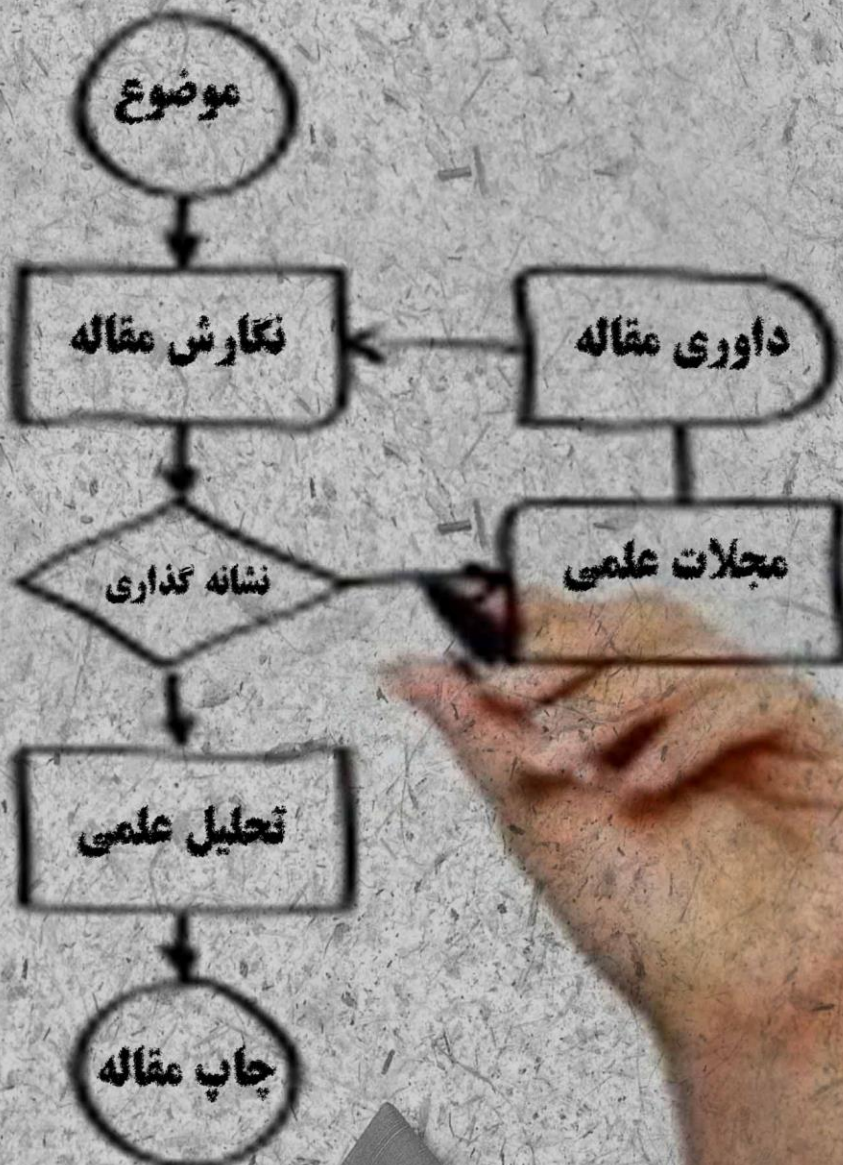 موضوع
نگارش مقاله
داوری مقاله
نشانه گذاری
مجلات علمی
تحلیل علمی
چاپ مقاله